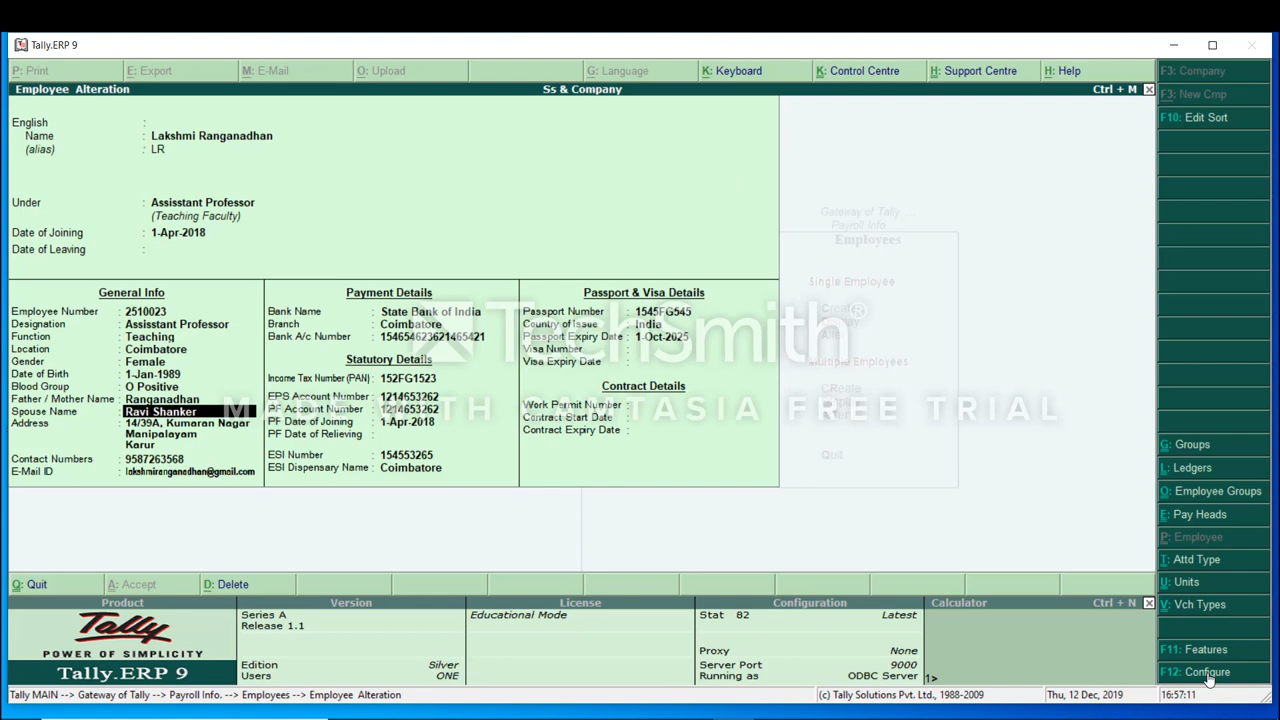 Tally.ERP 9
P: Print E: Export M: E-Mail O: Upload G: Language K: Keyboard K: Control Centre H: Support Centre H: Help
F3: Company
Employee Alteration Ss & Company Ctrl + M
F3: New Cmp
F10: Edit Sort
English :
Name : Lakshmi Ranganadhan
(alias) : LR
Under : Assisstant Professor
(Teaching Faculty)
Date of Joining : 1-Apr-2018
Date of Leaving :
Gateway of Tally ...
Payroll Info
Employees
Single Employee
Multiple Employees
CReate
Quit
General Info
Employee Number : 2510023
Designation : Assisstant Professor
Function : Teaching
Location : Coimbatore
Gender : Female
Date of Birth : 1-Jan-1989
Blood Group : O Positive
Father / Mother Name : Ranganadhan
Spouse Name : Ravi Shanker
Address : 14/39A, Kumaran Nagar
Manipalayam
Karur
Contact Numbers : 9587263568
E-Mail ID : lakshmiranganadhan@gmail.com
Payment Details
Bank Name : State Bank of India
Branch : Coimbatore
Bank A/c Number : 154654623621465421
Statutory Details
Income Tax Number (PAN) : 152FG1523
EPS Account Number : 1214653262
PF Account Number : 1214653262
PF Date of Joining : 1-Apr-2018
PF Date of Relieving :
ESI Number : 154553265
ESI Dispensary Name : Coimbatore
Passport & Visa Details
Passport Number : 1545FG545
Country of Issue : India
Passport Expiry Date : 1-Oct-2025
Visa Number :
Visa Expiry Date :
Contract Details
Work Permit Number :
Contract Start Date :
Contract Expiry Date :
TechSmith®
MADE WITH CAMTASIA FREE TRIAL
G: Groups
L: Ledgers
O: Employee Groups
E: Pay Heads
P: Employee
T: Attd Type
U: Units
V: Vch Types
F11: Features
F12: Configure
Q: Quit A: Accept D: Delete
Product Version License Configuration Calculator Ctrl + N
Tally
POWER OF SIMPLICITY
Tally.ERP 9
Series A
Release 1.1
Edition Silver
Users ONE
Educational Mode
Stat 82 Latest
Proxy None
Server Port 9000
Running as ODBC Server
1>
Tally MAIN --> Gateway of Tally --> Payroll Info. --> Employees --> Employee Alteration (c) Tally Solutions Pvt. Ltd., 1988-2009 Thu, 12 Dec, 2019 16:57:11